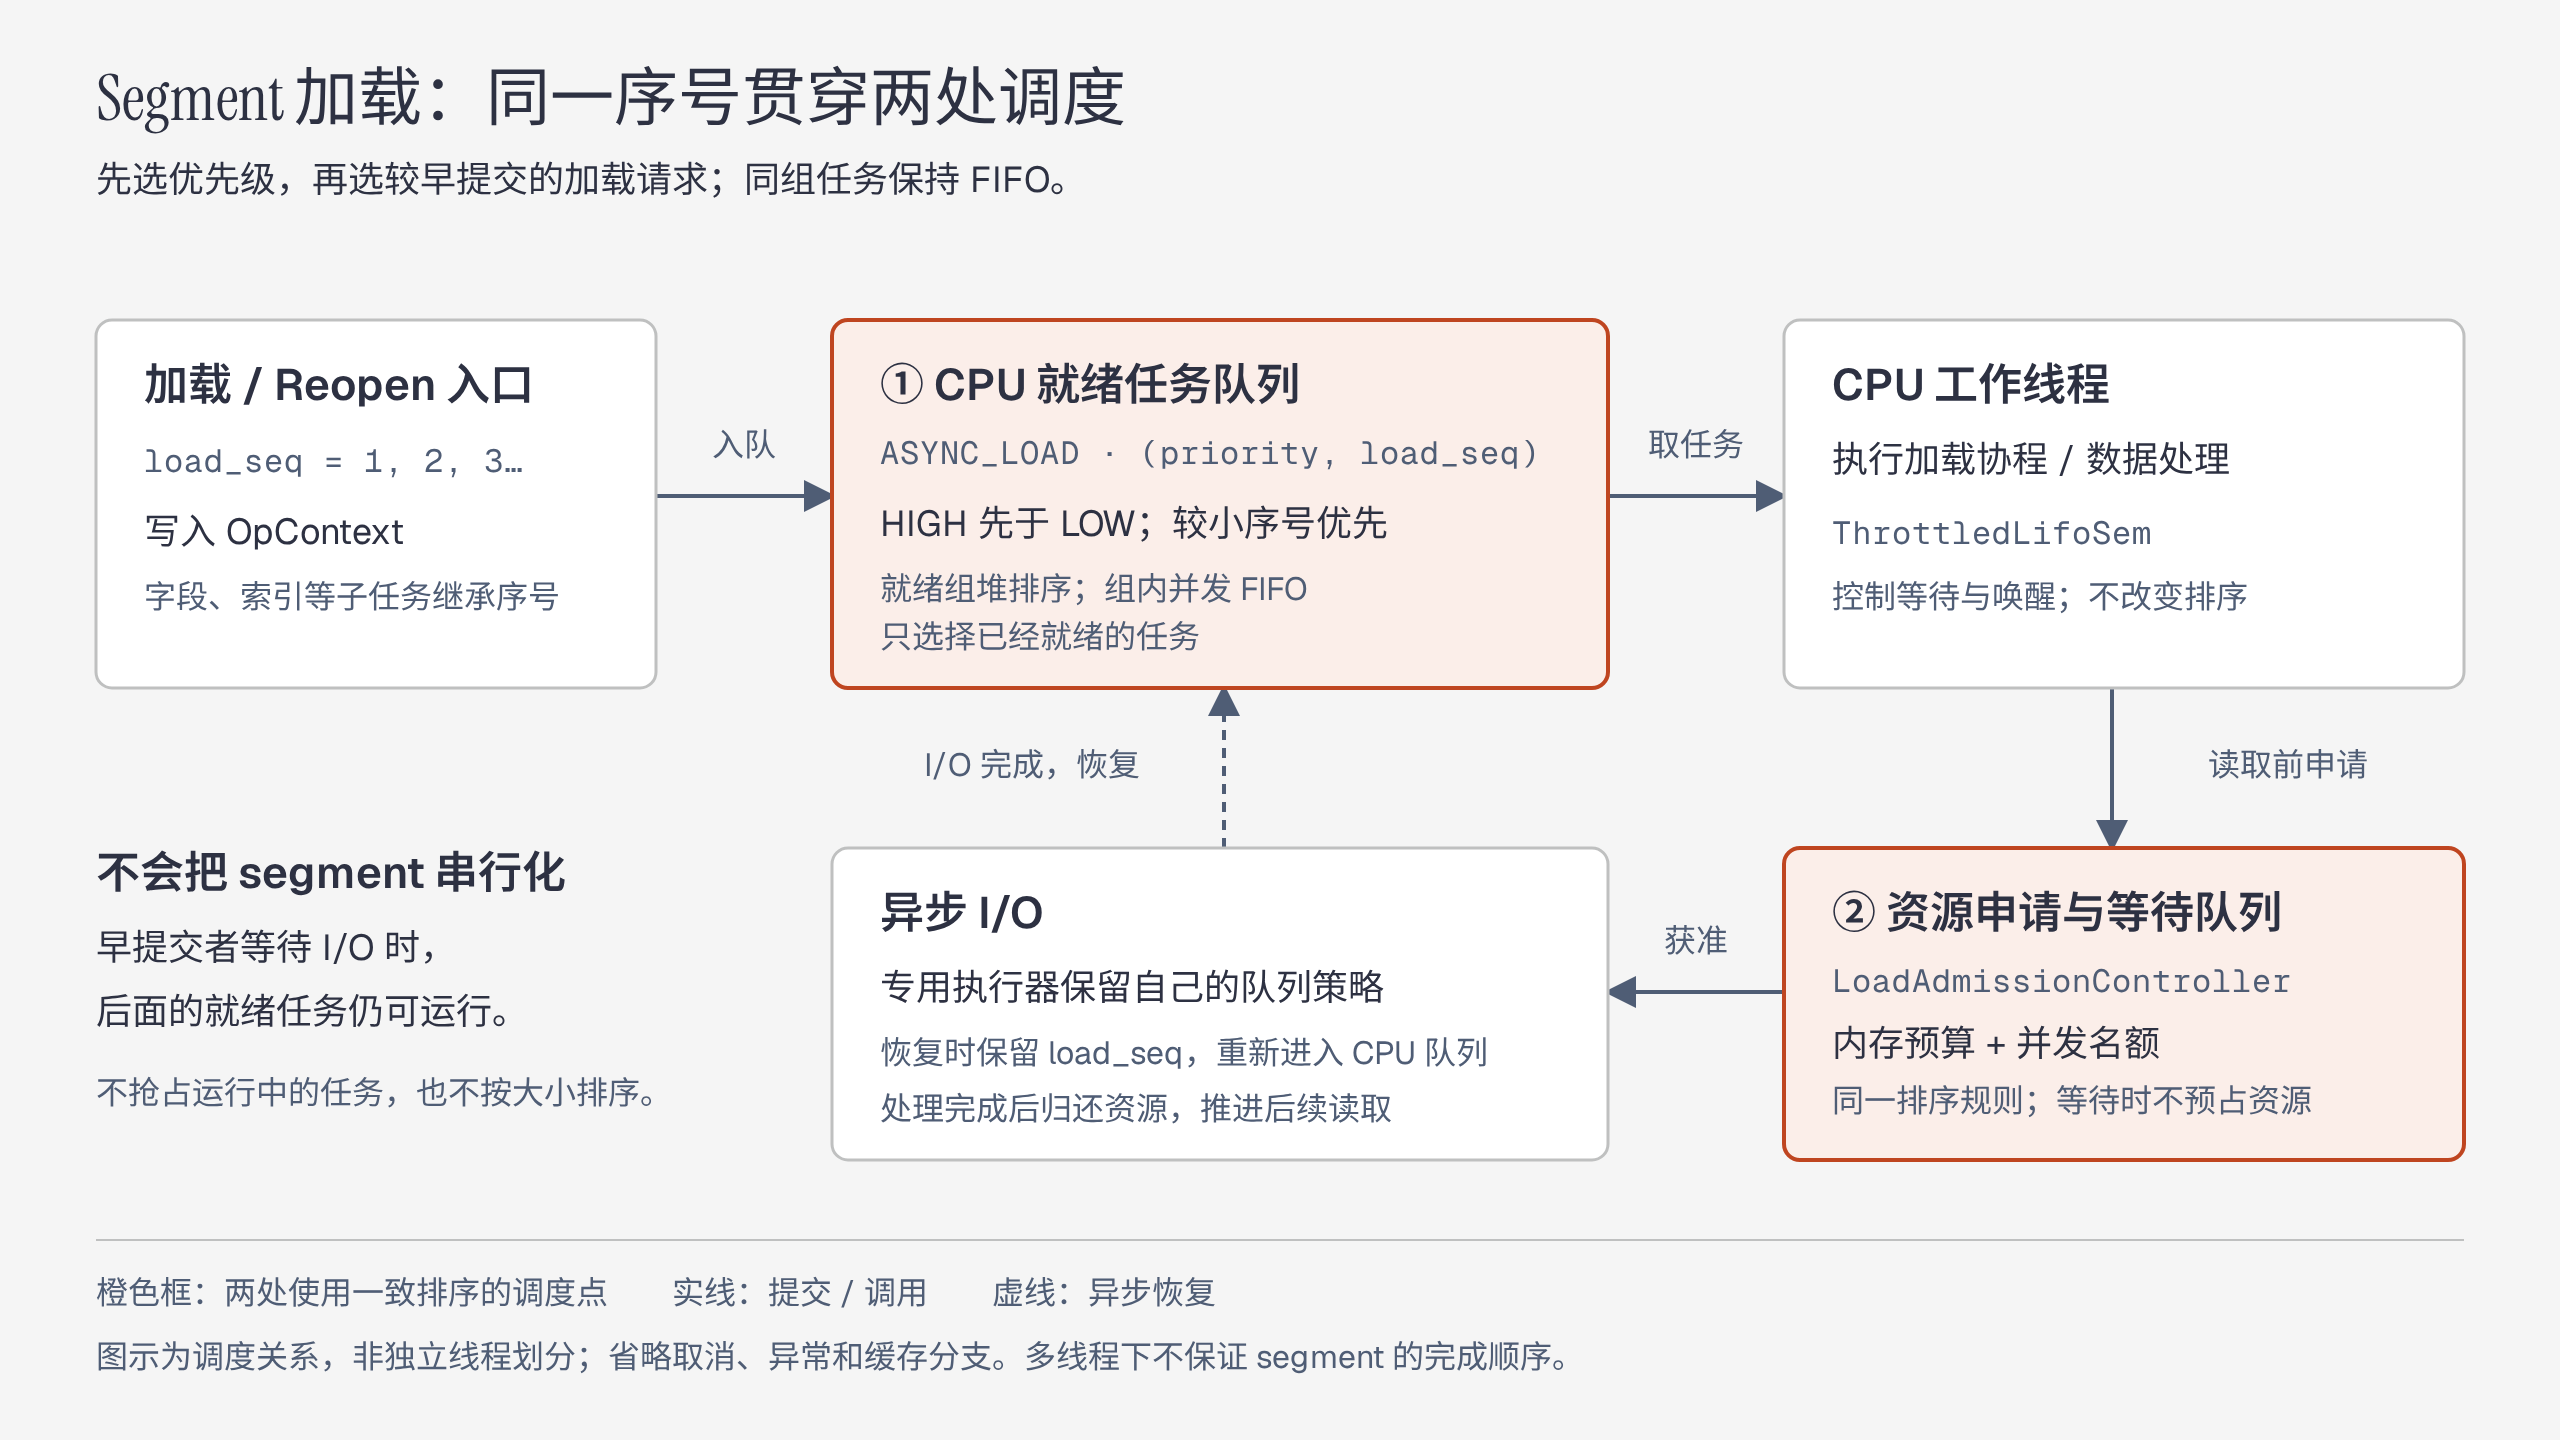 Segment 加载：同一序号贯穿两处调度
先选优先级，再选较早提交的加载请求；同组任务保持 FIFO。
加载 / Reopen 入口
load_seq = 1, 2, 3…
写入 OpContext
字段、索引等子任务继承序号
入队
① CPU 就绪任务队列
ASYNC_LOAD · (priority, load_seq)
HIGH 先于 LOW；较小序号优先
就绪组堆排序；组内并发 FIFO
只选择已经就绪的任务
取任务
CPU 工作线程
执行加载协程 / 数据处理
ThrottledLifoSem
控制等待与唤醒；不改变排序
I/O 完成，恢复
读取前申请
不会把 segment 串行化
早提交者等待 I/O 时，
后面的就绪任务仍可运行。
不抢占运行中的任务，也不按大小排序。
异步 I/O
专用执行器保留自己的队列策略
恢复时保留 load_seq，重新进入 CPU 队列
处理完成后归还资源，推进后续读取
获准
② 资源申请与等待队列
LoadAdmissionController
内存预算 + 并发名额
同一排序规则；等待时不预占资源
橙色框：两处使用一致排序的调度点 实线：提交 / 调用 虚线：异步恢复
图示为调度关系，非独立线程划分；省略取消、异常和缓存分支。多线程下不保证 segment 的完成顺序。